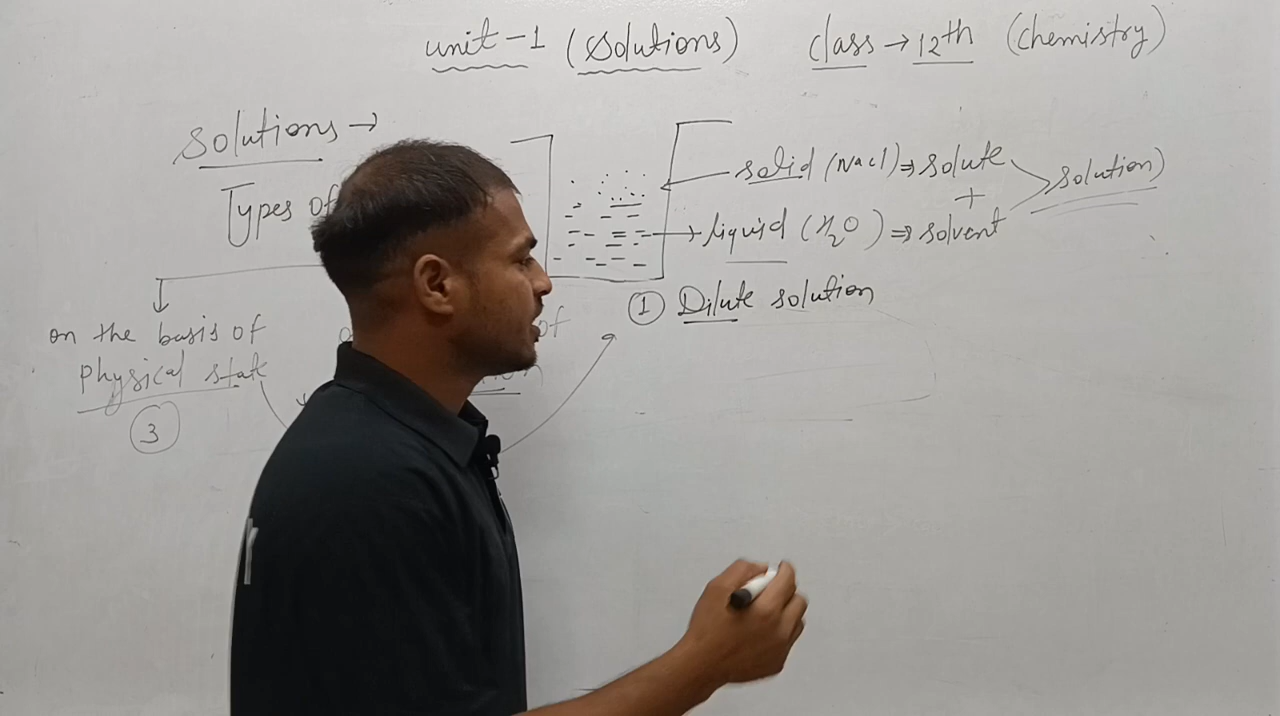 unit-1 (solutions) class → 12th (chemistry)
solutions →
Types of
solid (NaCl) ⇒ solute
+
solution)
liquid (H₂O) ⇒ solvent
① Dilute solution
on the basis of
physical state
③
of